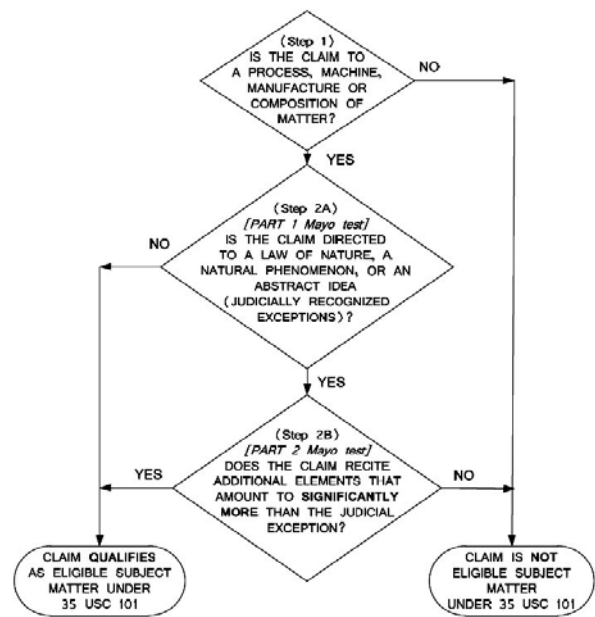 (Step 1)
IS THE CLAIM TO
A PROCESS, MACHINE,
MANUFACTURE OR
COMPOSITION OF
MATTER?
NO
YES
(Step 2A)
[PART 1 Mayo test]
IS THE CLAIM DIRECTED
TO A LAW OF NATURE, A
NATURAL PHENOMENON, OR AN
ABSTRACT IDEA
(JUDICIALLY RECOGNIZED
EXCEPTIONS)?
NO
YES
(Step 2B)
[PART 2 Mayo test]
DOES THE CLAIM RECITE
ADDITIONAL ELEMENTS THAT
AMOUNT TO SIGNIFICANTLY
MORE THAN THE JUDICIAL
EXCEPTION?
YES
NO
CLAIM QUALIFIES
AS ELIGIBLE SUBJECT
MATTER UNDER
35 USC 101
CLAIM IS NOT
ELIGIBLE SUBJECT
MATTER
UNDER 35 USC 101